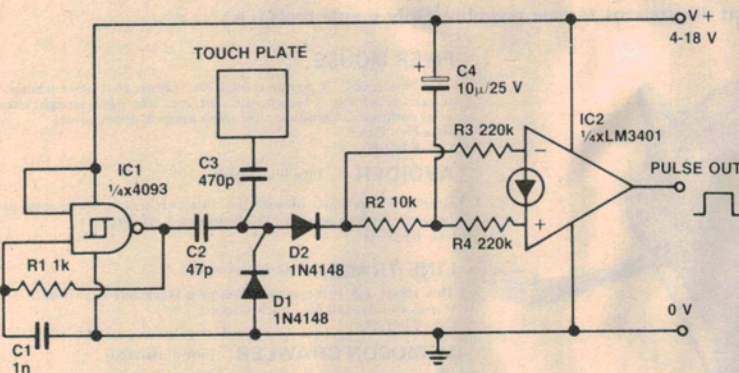 V +
4-18 V
TOUCH PLATE
C4
10μ/25 V
IC2
¼xLM3401
IC1
¼x4093
C3
470p
R3 220k
PULSE OUT
−
R2 10k
+
R4 220k
R1 1k
C2
47p
D2
1N4148
D1
1N4148
0 V
C1
1n